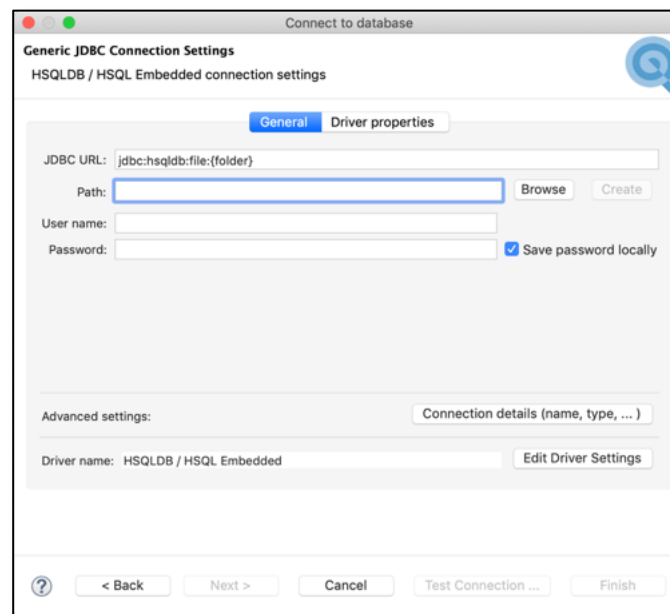 Connect to database
Generic JDBC Connection Settings
HSQLDB / HSQL Embedded connection settings
General Driver properties
JDBC URL: jdbc:hsqldb:file:{folder}
Path: Browse Create
User name:
Password: Save password locally
Advanced settings: Connection details (name, type, ... )
Driver name: HSQLDB / HSQL Embedded Edit Driver Settings
? < Back Next > Cancel Test Connection ... Finish